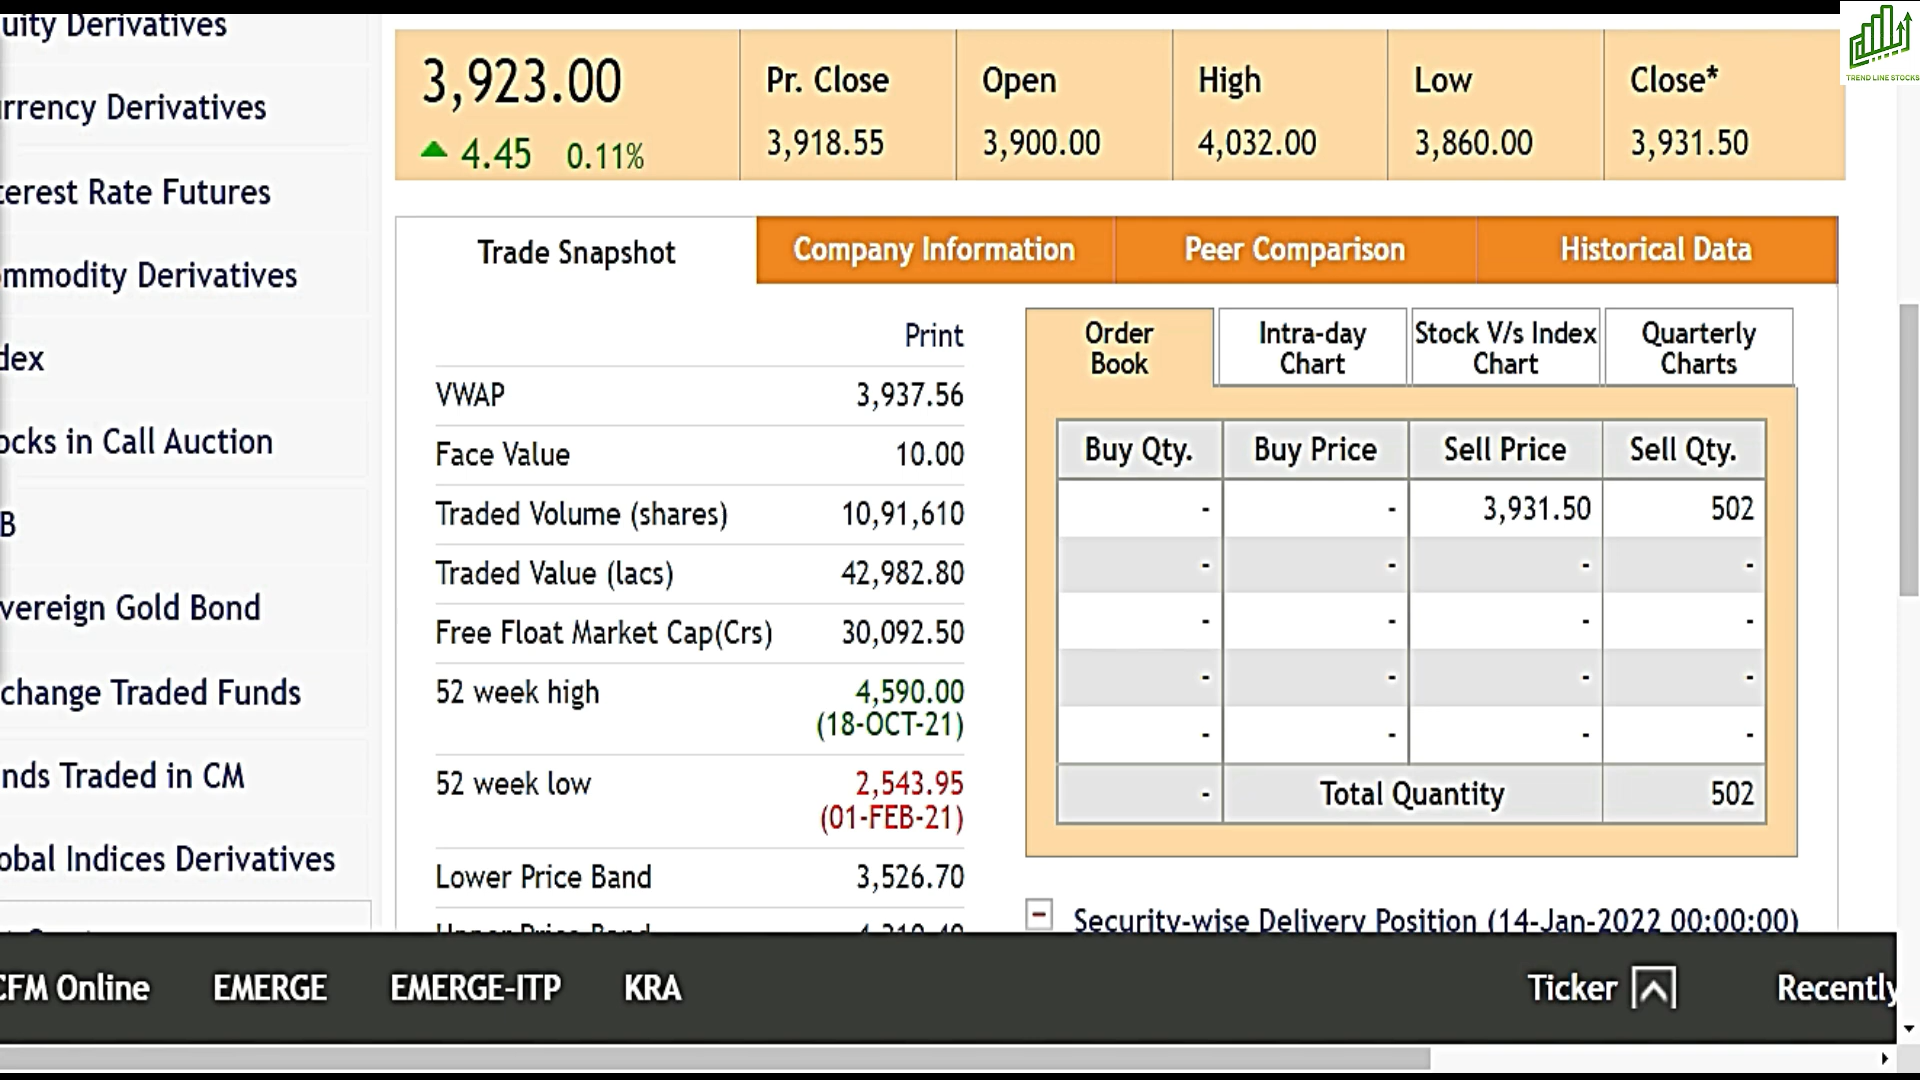 uity Derivatives
rrency Derivatives
terest Rate Futures
ommodity Derivatives
dex
ocks in Call Auction
B
vereign Gold Bond
change Traded Funds
nds Traded in CM
obal Indices Derivatives
3,923.00
4.45 0.11%
Pr. Close
3,918.55
Open
3,900.00
High
4,032.00
Low
3,860.00
Close*
3,931.50
TREND LINE STOCKS
Trade Snapshot Company Information Peer Comparison Historical Data
Print
VWAP 3,937.56
Face Value 10.00
Traded Volume (shares) 10,91,610
Traded Value (lacs) 42,982.80
Free Float Market Cap(Crs) 30,092.50
52 week high 4,590.00
(18-OCT-21)
52 week low 2,543.95
(01-FEB-21)
Lower Price Band 3,526.70
Upper Price Band 4,310.40
Order
Book
Intra-day
Chart
Stock V/s Index
Chart
Quarterly
Charts
Buy Qty. Buy Price Sell Price Sell Qty.
- - 3,931.50 502
- - - -
- - - -
- - - -
- - - -
- Total Quantity 502
Security-wise Delivery Position (14-Jan-2022 00:00:00)
CFM Online EMERGE EMERGE-ITP KRA Ticker Recently